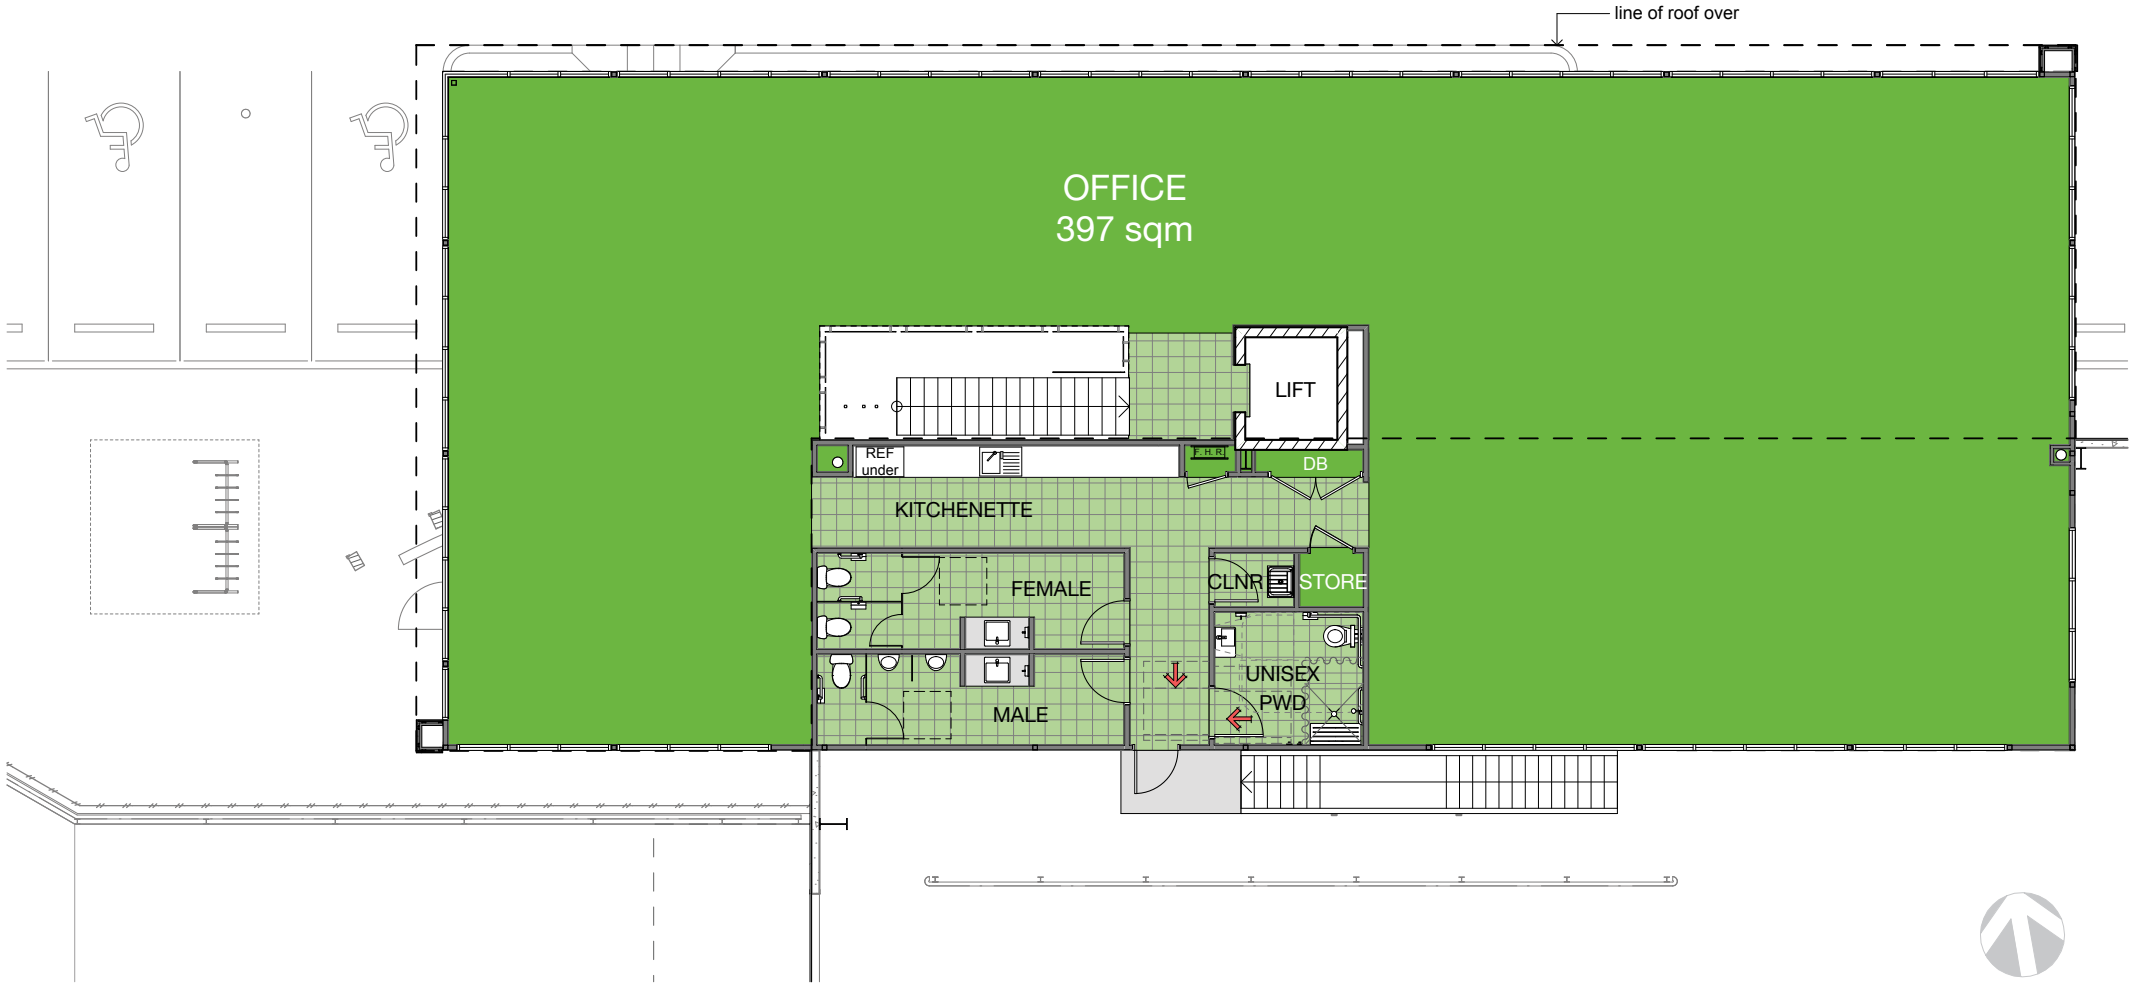 line of roof over
OFFICE
397 sqm
LIFT
REF
under
F. H. R.
DB
KITCHENETTE
FEMALE
CLNR
STORE
UNISEX
PWD
MALE